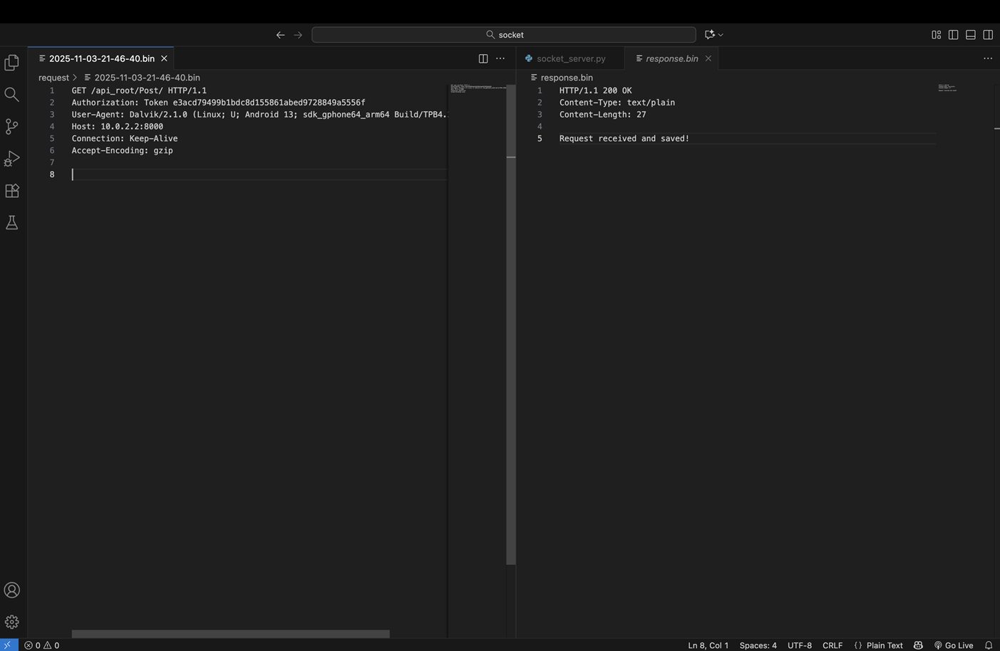 socket
2025-11-03-21-46-40.bin
request > 2025-11-03-21-46-40.bin
1 GET /api_root/Post/ HTTP/1.1
2 Authorization: Token e3acd79499b1bdc8d155861abed9728849a5556f
3 User-Agent: Dalvik/2.1.0 (Linux; U; Android 13; sdk_gphone64_arm64 Build/TPB4.
4 Host: 10.0.2.2:8000
5 Connection: Keep-Alive
6 Accept-Encoding: gzip
7
8
socket_server.py
response.bin
response.bin
1 HTTP/1.1 200 OK
2 Content-Type: text/plain
3 Content-Length: 27
4
5 Request received and saved!
0 0
Ln 8, Col 1 Spaces: 4 UTF-8 CRLF {} Plain Text Go Live